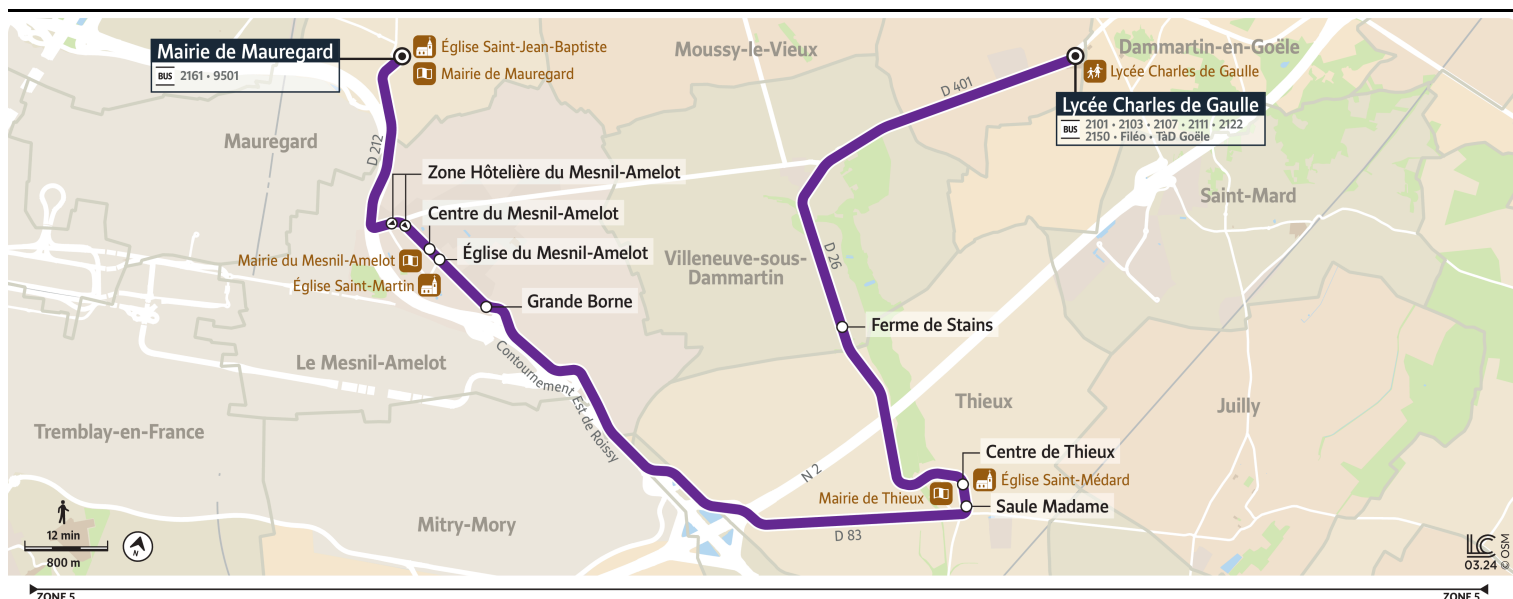 Mairie de Mauregard
BUS 2161 • 9501
Église Saint-Jean-Baptiste
Mairie de Mauregard
Moussy-le-Vieux
Dammartin-en-Goële
Lycée Charles de Gaulle
Lycée Charles de Gaulle
BUS 2101 • 2103 • 2107 • 2111 • 2122
2150 • Filéo • TàD Goële
D 401
Mauregard
D 212
Zone Hôtelière du Mesnil-Amelot
Centre du Mesnil-Amelot
Église du Mesnil-Amelot
Mairie du Mesnil-Amelot
Église Saint-Martin
Grande Borne
Villeneuve-sous-
Dammartin
D 26
Saint-Mard
Ferme de Stains
Le Mesnil-Amelot
Contournement Est de Roissy
Thieux
Juilly
Tremblay-en-France
Centre de Thieux
Église Saint-Médard
N 2
Mairie de Thieux
Saule Madame
Mitry-Mory
D 83
12 min
800 m
N
LC
03.24 © OSM
ZONE 5
ZONE 5